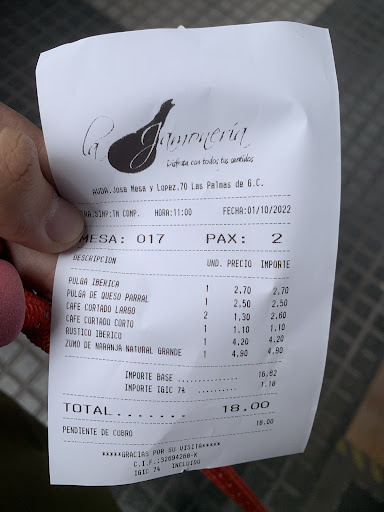 la Jamonería
Disfruta con todos tus sentidos
AVDA.Jose Mesa y Lopez,70 Las Palmas de G.C.
SIMP:TN COMP. HORA:11:00 FECHA:01/10/2022
MESA: 017 PAX: 2
DESCRIPCION UND. PRECIO IMPORTE
PULGA IBERICA 1 2,70 2,70
PULGA DE QUESO PARRAL 1 2,50 2,50
CAFE CORTADO LARGO 2 1,30 2,60
CAFE CORTADO CORTO 1 1,10 1,10
RUSTICO IBERICO 1 4,20 4,20
ZUMO DE NARANJA NATURAL GRANDE 1 4,90 4,90
IMPORTE BASE .............. 16,82
IMPORTE IGIC 7% ........... 1,18
TOTAL....... 18.00
PENDIENTE DE COBRO 18.00
*****GRACIAS POR SU VISITA*****
C.I.F.:32694268-K
IGIC 7% INCLUIDO